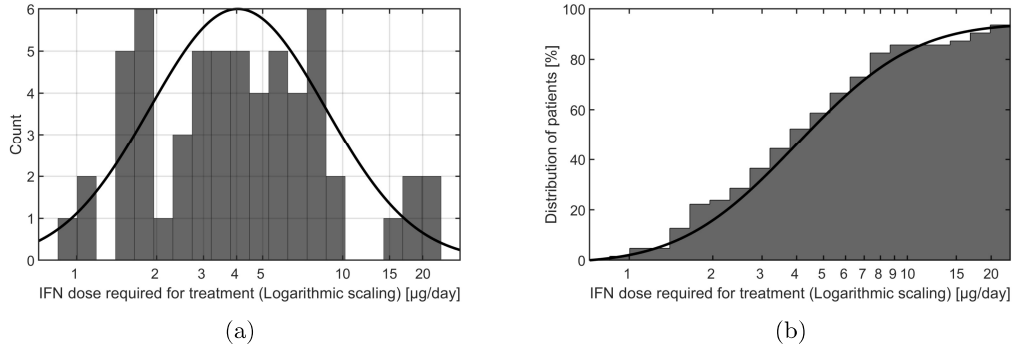 6
5
4
3
2
1
0
Count
1 2 3 4 5 10 15 20
IFN dose required for treatment (Logarithmic scaling) [µg/day]
(a)
100
80
60
40
20
0
Distribution of patients [%]
1 2 3 4 5 6 7 8 9 10 15 20
IFN dose required for treatment (Logarithmic scaling) [µg/day]
(b)